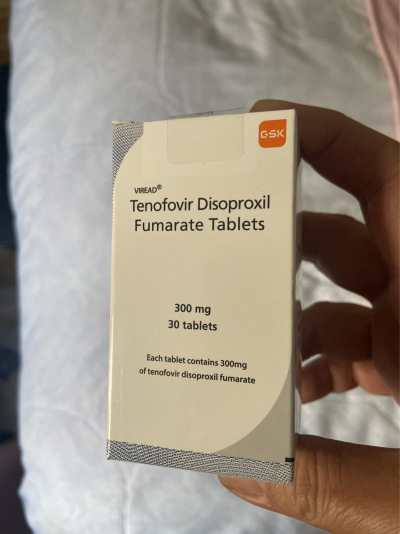 GSK
VIREAD®
Tenofovir Disoproxil
Fumarate Tablets
300 mg
30 tablets
Each tablet contains 300mg
of tenofovir disoproxil fumarate